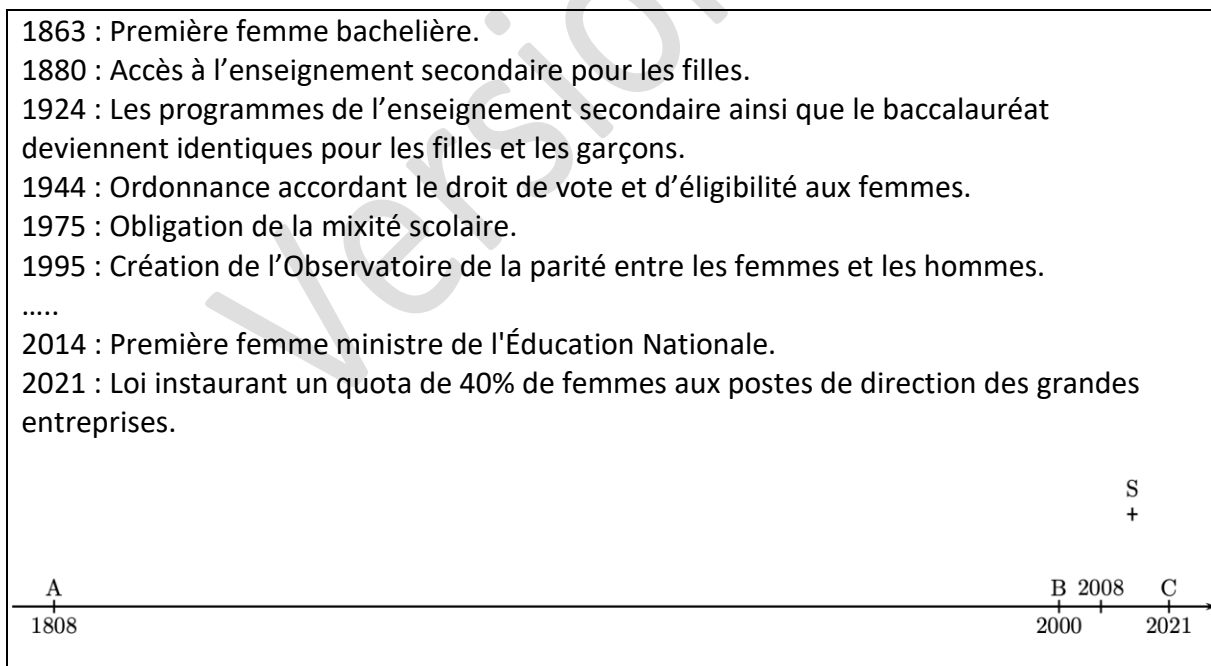 1863 : Première femme bachelière.
1880 : Accès à l’enseignement secondaire pour les filles.
1924 : Les programmes de l’enseignement secondaire ainsi que le baccalauréat
deviennent identiques pour les filles et les garçons.
1944 : Ordonnance accordant le droit de vote et d’éligibilité aux femmes.
1975 : Obligation de la mixité scolaire.
1995 : Création de l’Observatoire de la parité entre les femmes et les hommes.
…..
2014 : Première femme ministre de l'Éducation Nationale.
2021 : Loi instaurant un quota de 40% de femmes aux postes de direction des grandes
entreprises.
S
A B 2008 C
1808 2000 2021
Version